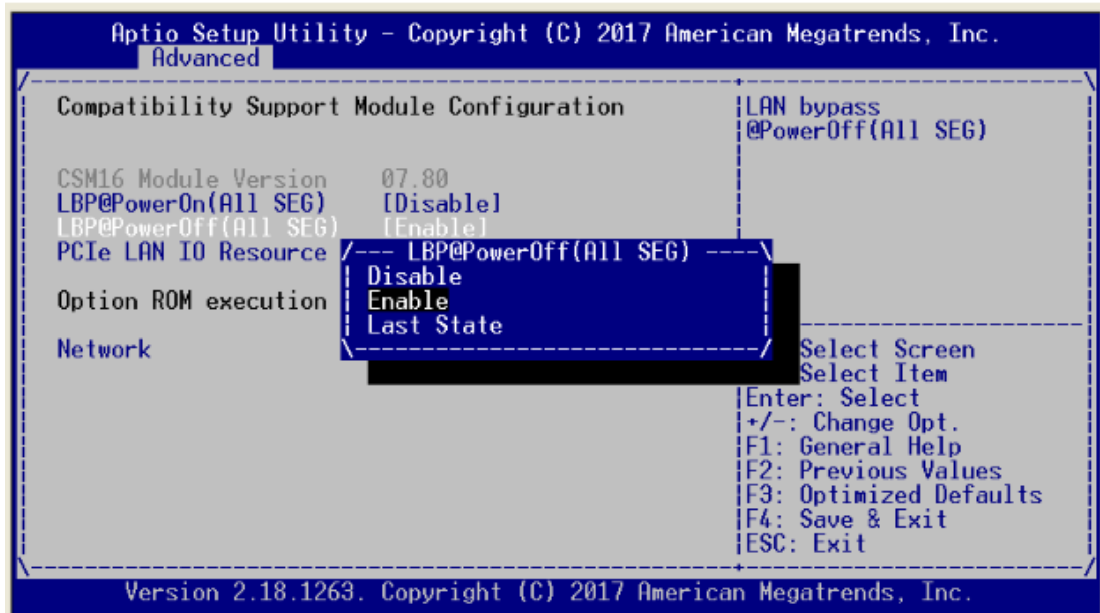 Aptio Setup Utility – Copyright (C) 2017 American Megatrends, Inc.
Advanced
Compatibility Support Module Configuration
LAN bypass
@PowerOff(All SEG)
CSM16 Module Version 07.80
LBP@PowerOn(All SEG) [Disable]
LBP@PowerOff(All SEG) [Enable]
PCIe LAN IO Resource
LBP@PowerOff(All SEG)
Disable
Enable
Last State
Option ROM execution
Network
Select Screen
Select Item
Enter: Select
+/-: Change Opt.
F1: General Help
F2: Previous Values
F3: Optimized Defaults
F4: Save & Exit
ESC: Exit
Version 2.18.1263. Copyright (C) 2017 American Megatrends, Inc.